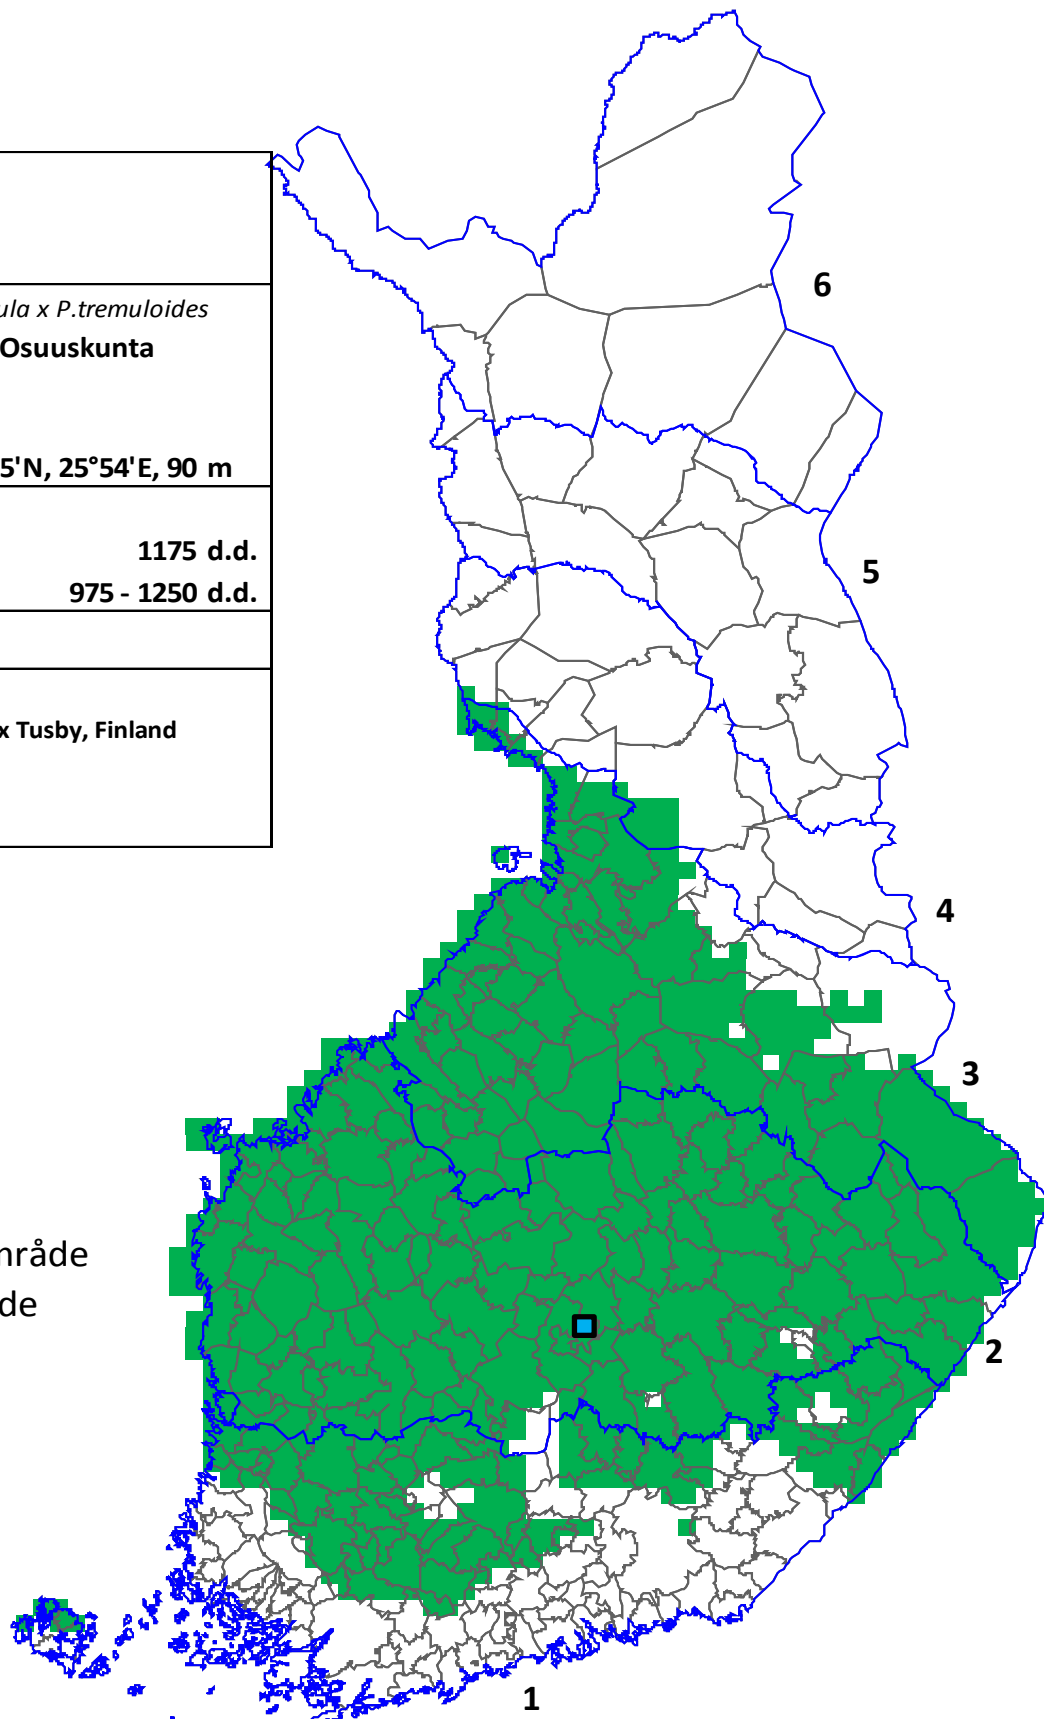 ula x P.tremuloides
Osuuskunta
5'N, 25°54'E, 90 m
1175 d.d.
975 - 1250 d.d.
x Tusby, Finland
6
5
4
3
2
1
nråde
de